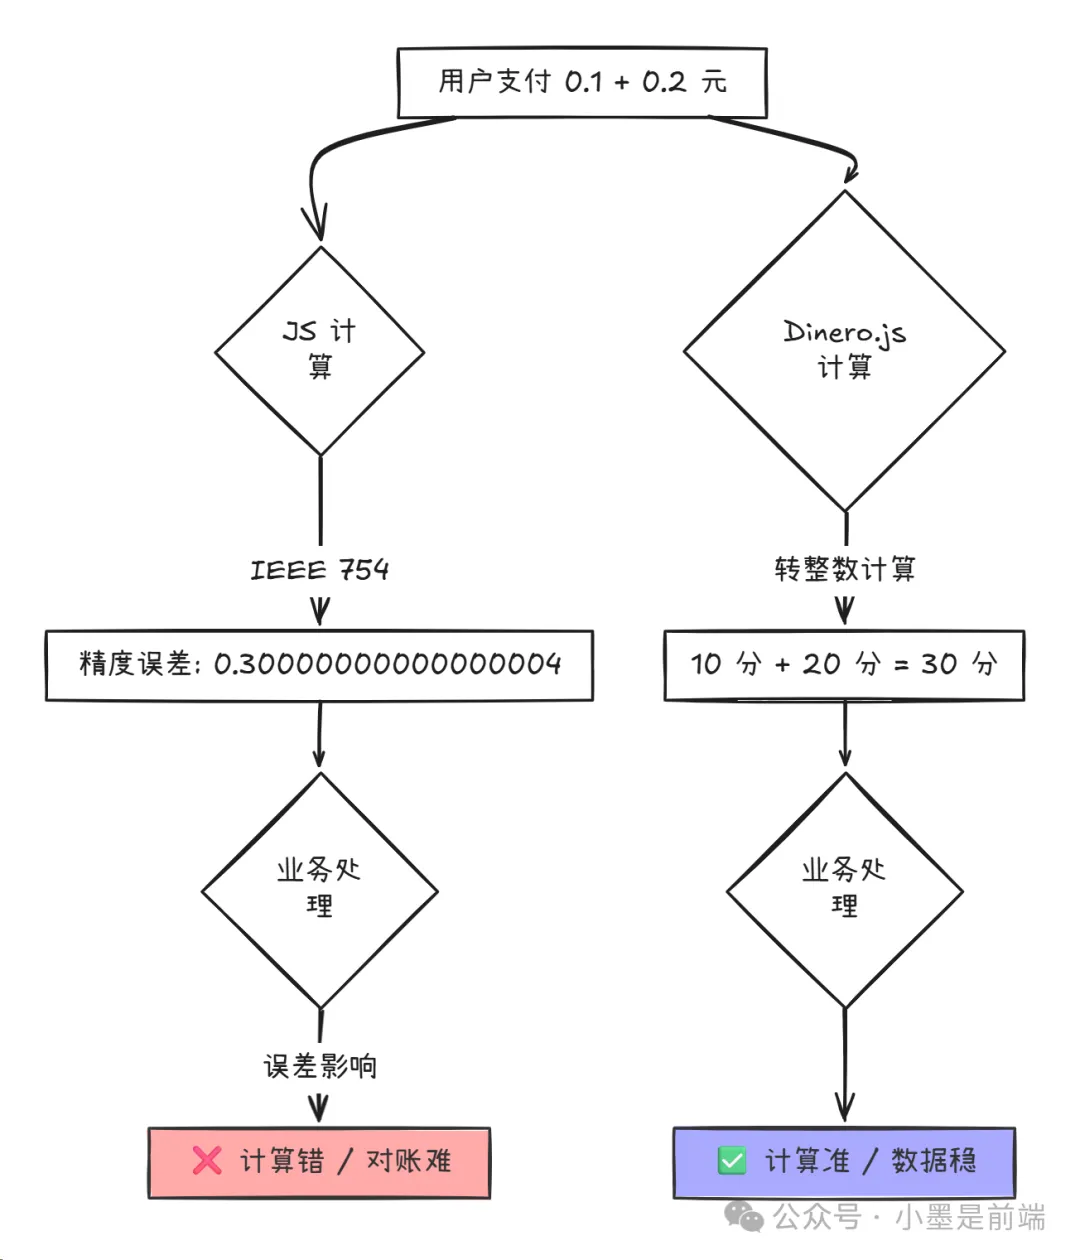 用户支付 0.1 + 0.2 元
JS 计
算
Dinero.js
计算
IEEE 754
转整数计算
精度误差: 0.30000000000000004
10 分 + 20 分 = 30 分
业务处
理
业务处
理
误差影响
❌ 计算错 / 对账难
✅ 计算准 / 数据稳
公众号 · 小墨是前端